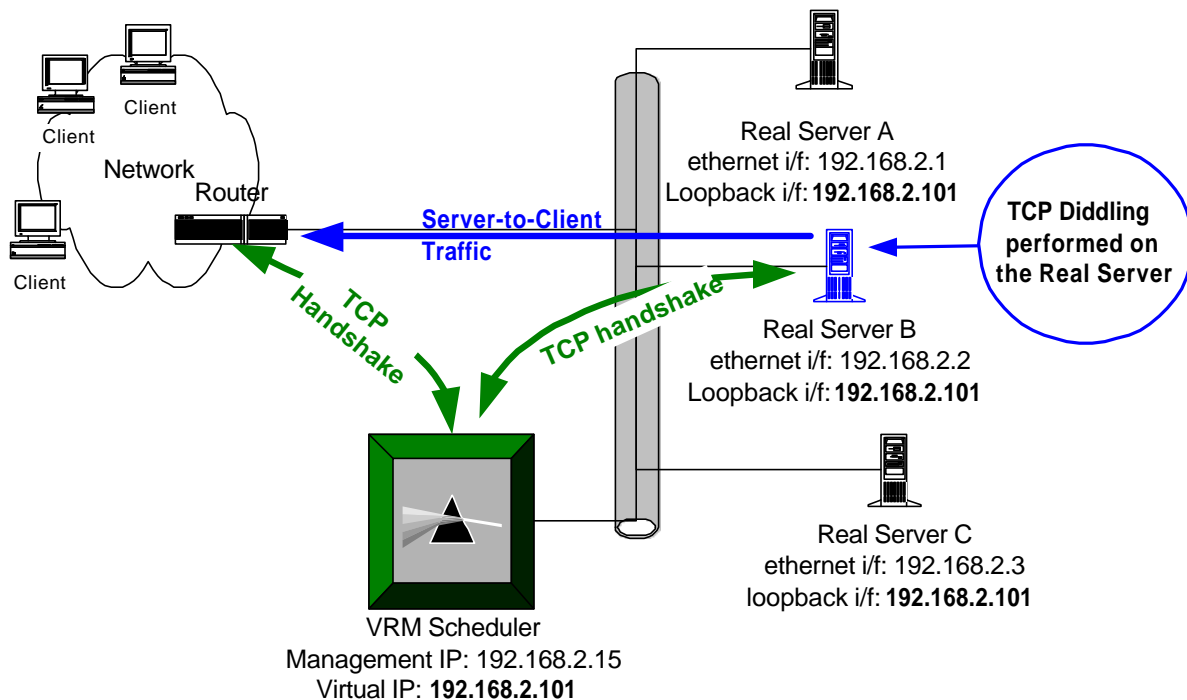 Client
Client
Network
Router
Client
Server-to-Client
Traffic
TCP
Handshake
TCP handshake
Real Server A
ethernet i/f: 192.168.2.1
Loopback i/f: 192.168.2.101
TCP Diddling
performed on
the Real Server
Real Server B
ethernet i/f: 192.168.2.2
Loopback i/f: 192.168.2.101
Real Server C
ethernet i/f: 192.168.2.3
loopback i/f: 192.168.2.101
VRM Scheduler
Management IP: 192.168.2.15
Virtual IP: 192.168.2.101